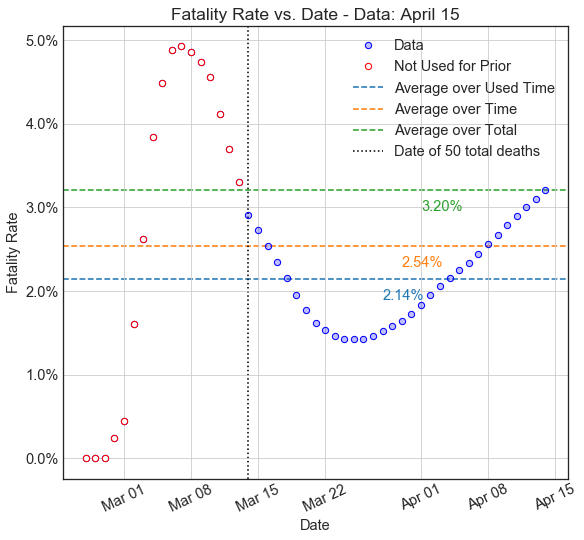 Fatality Rate vs. Date - Data: April 15
5.0%
4.0%
3.0%
2.0%
1.0%
0.0%
Fatality Rate
Data
Not Used for Prior
Average over Used Time
Average over Time
Average over Total
Date of 50 total deaths
3.20%
2.54%
2.14%
Mar 01
Mar 08
Mar 15
Mar 22
Apr 01
Apr 08
Apr 15
Date